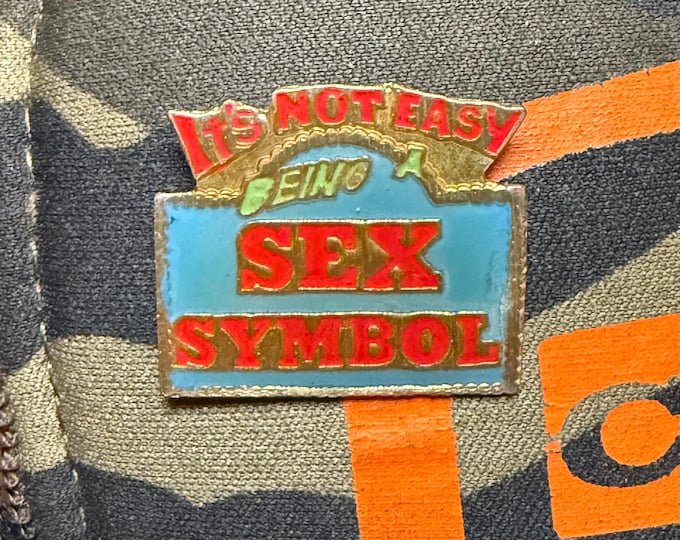 It's NOT EASY
BEING A
SEX
SYMBOL